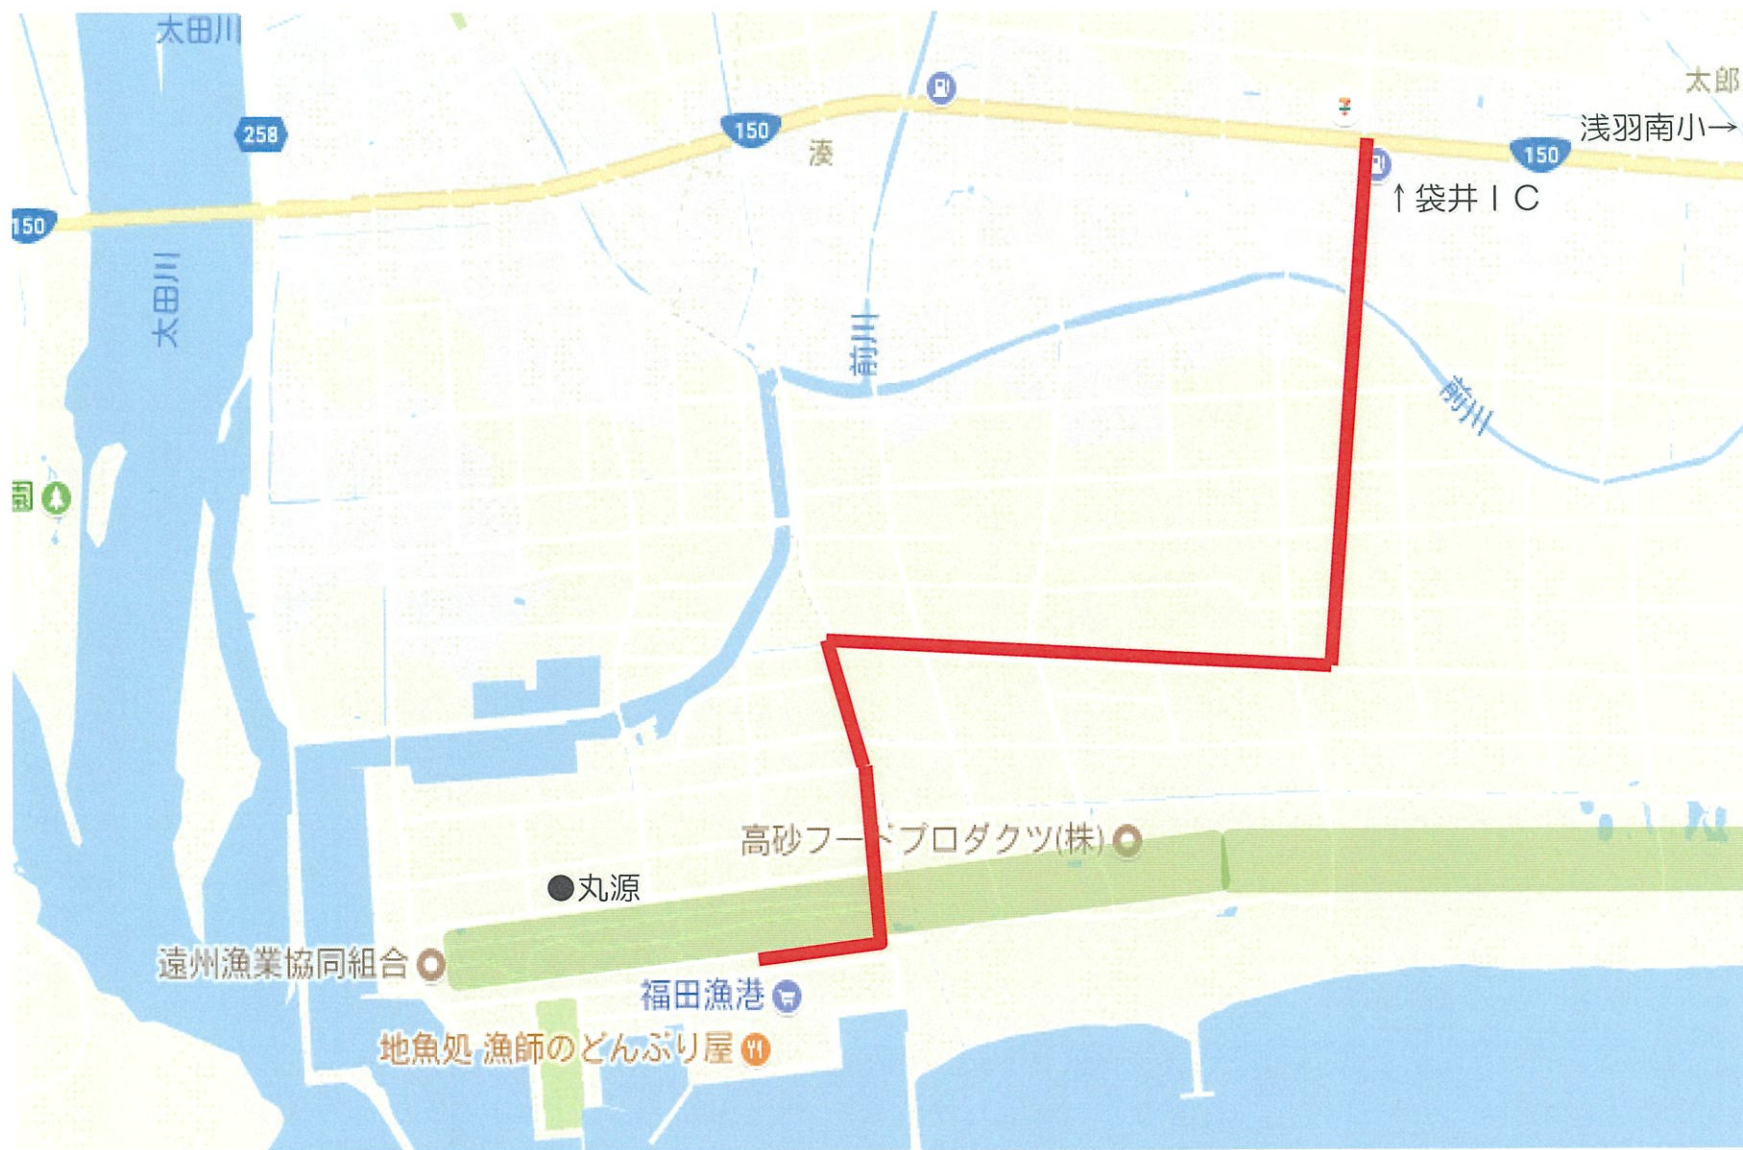 太田川
太郎
258
150
湊
浅羽南小→
150
↑袋井IC
150
太田川
前川
前川
園
高砂フードプロダクツ(株)
●丸源
遠州漁業協同組合
福田漁港
地魚処 漁師のどんぶり屋